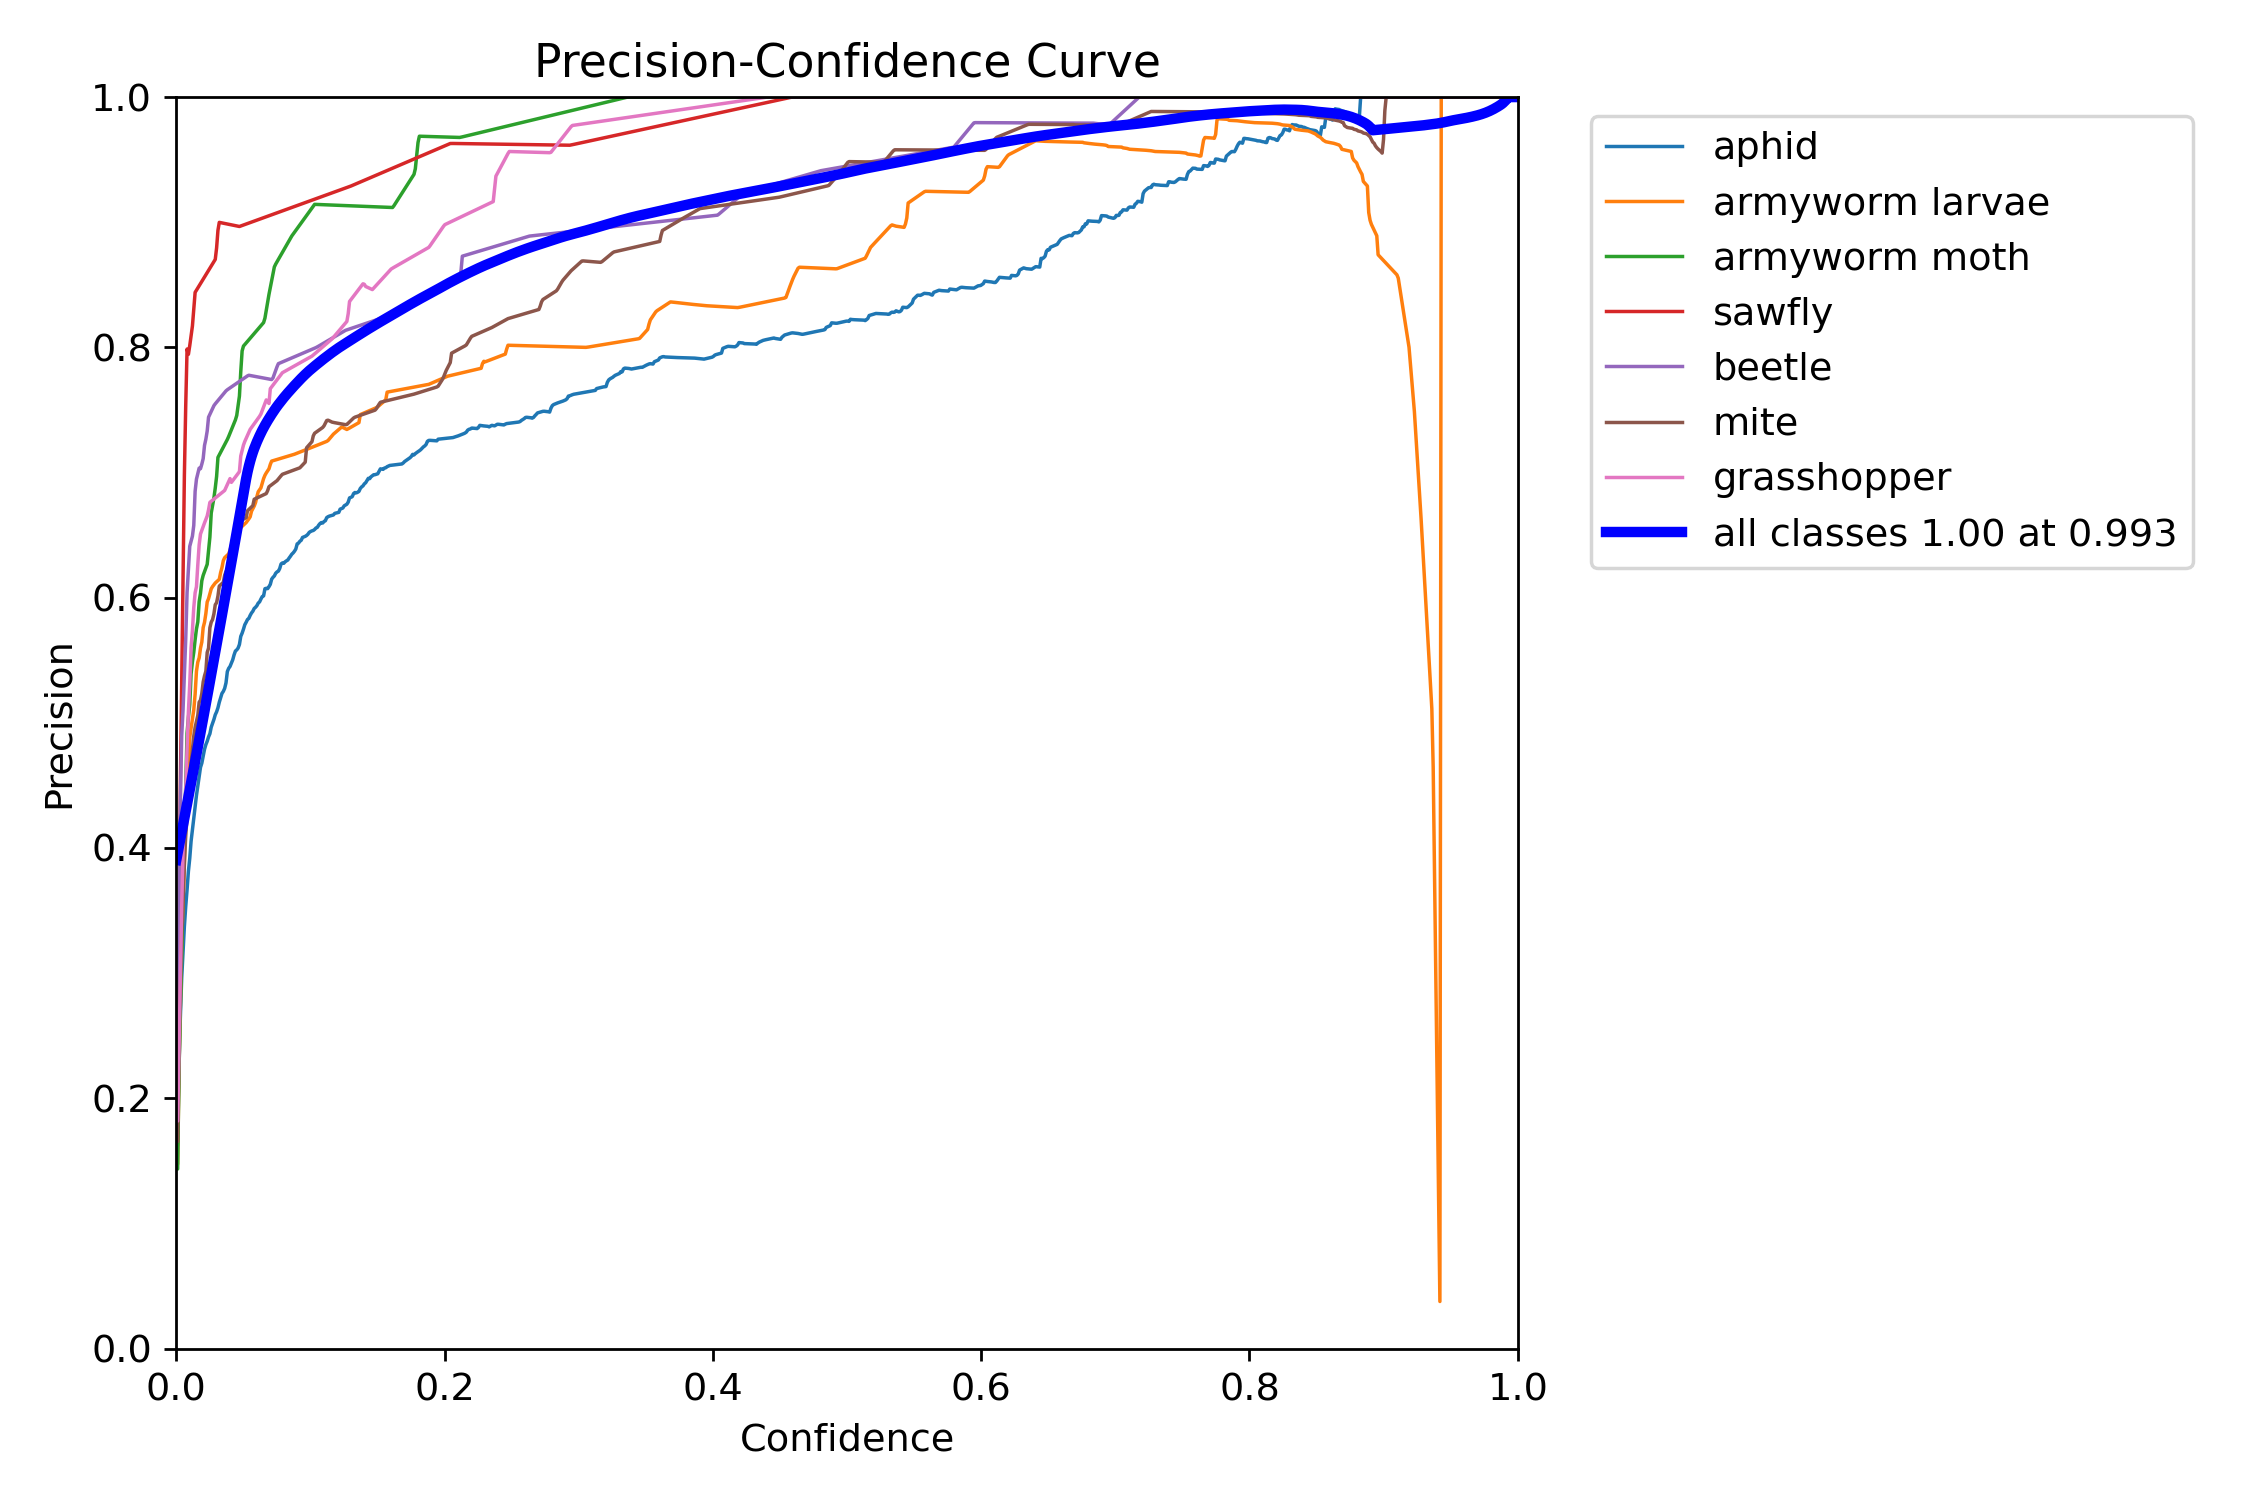 Precision-Confidence Curve
1.0
0.8
0.6
0.4
0.2
0.0
Precision
0.0 0.2 0.4 0.6 0.8 1.0
Confidence
aphid
armyworm larvae
armyworm moth
sawfly
beetle
mite
grasshopper
all classes 1.00 at 0.993